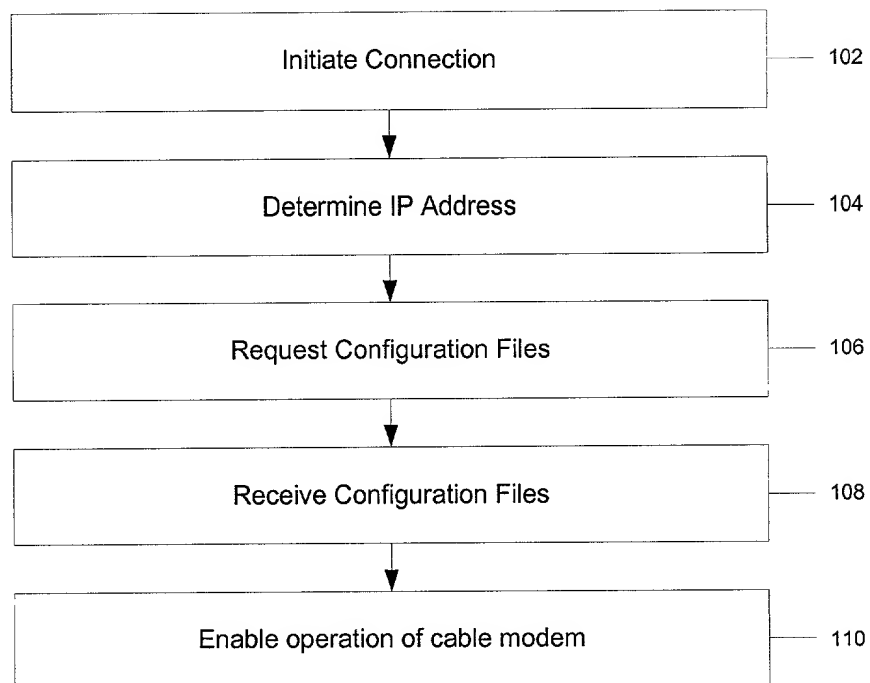 Initiate Connection 102
Determine IP Address 104
Request Configuration Files 106
Receive Configuration Files 108
Enable operation of cable modem 110